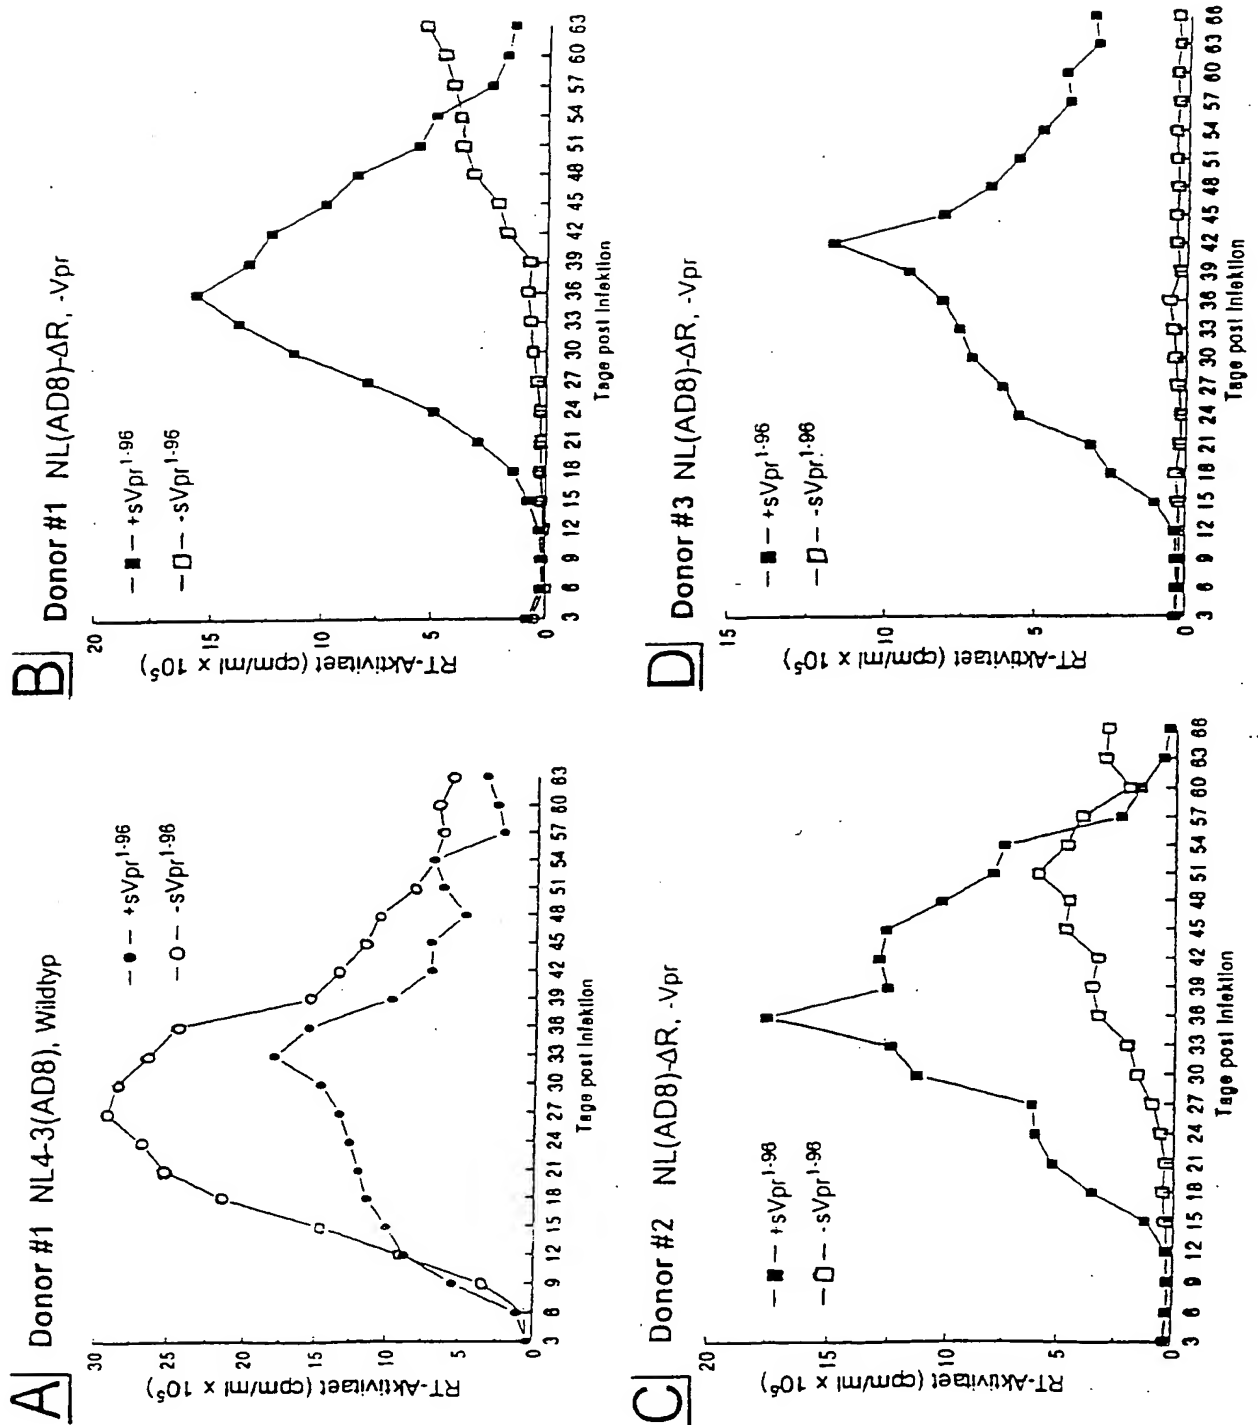 A
Donor #1 NL4-3(AD8), Wildtyp
+sVpr1-96
-sVpr1-96
RT-Aktivitaet (cpm/ml x 10⁵)
30
25
20
15
10
5
0
3 6 9 12 15 18 21 24 27 30 33 36 39 42 45 48 51 54 57 60 63
Tage post Infektion
B
Donor #1 NL(AD8)-ΔR, -Vpr
+sVpr1-96
-sVpr1-96
RT-Aktivitaet (cpm/ml x 10⁵)
20
15
10
5
0
3 6 9 12 15 18 21 24 27 30 33 36 39 42 45 48 51 54 57 60 63
Tage post Infektion
C
Donor #2 NL(AD8)-ΔR, -Vpr
+sVpr1-96
-sVpr1-96
RT-Aktivitaet (cpm/ml x 10⁵)
20
15
10
5
0
3 6 9 12 15 18 21 24 27 30 33 36 39 42 45 48 51 54 57 60 63 66
Tage post Infektion
D
Donor #3 NL(AD8)-ΔR, -Vpr
+sVpr1-96
-sVpr1-96
RT-Aktivitaet (cpm/ml x 10⁵)
15
10
5
0
3 6 9 12 15 18 21 24 27 30 33 36 39 42 45 48 51 54 57 60 63 66
Tage post Infektion